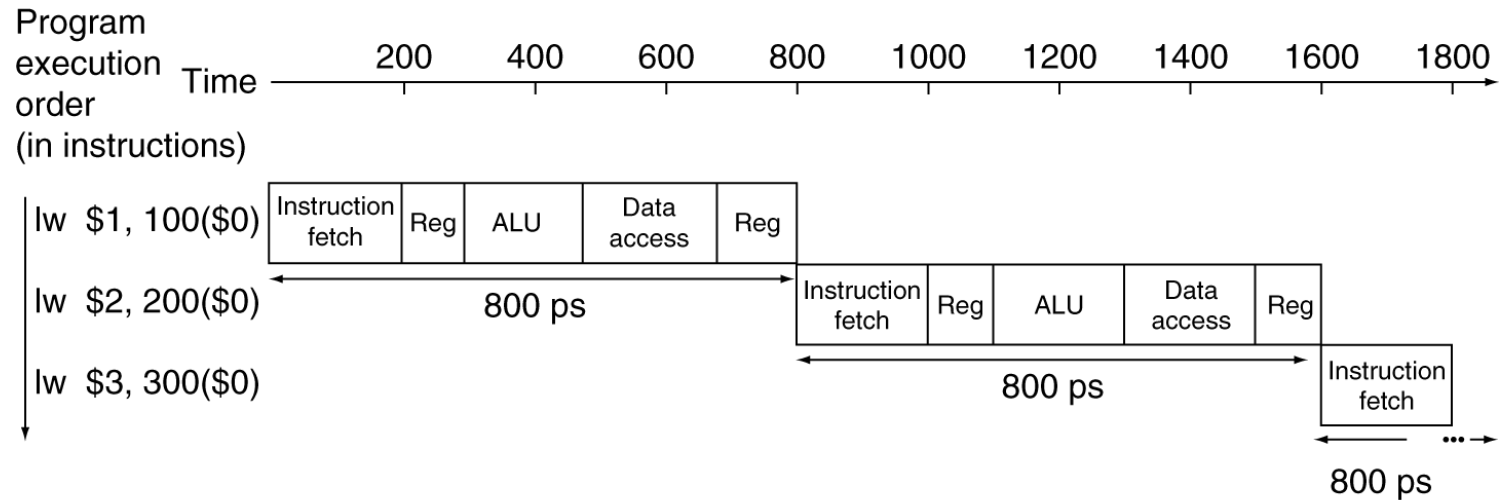 Program
execution
order
(in instructions)
Time
200 400 600 800 1000 1200 1400 1600 1800
lw $1, 100($0)
Instruction
fetch
Reg
ALU
Data
access
Reg
800 ps
lw $2, 200($0)
Instruction
fetch
Reg
ALU
Data
access
Reg
800 ps
lw $3, 300($0)
Instruction
fetch
•••
800 ps